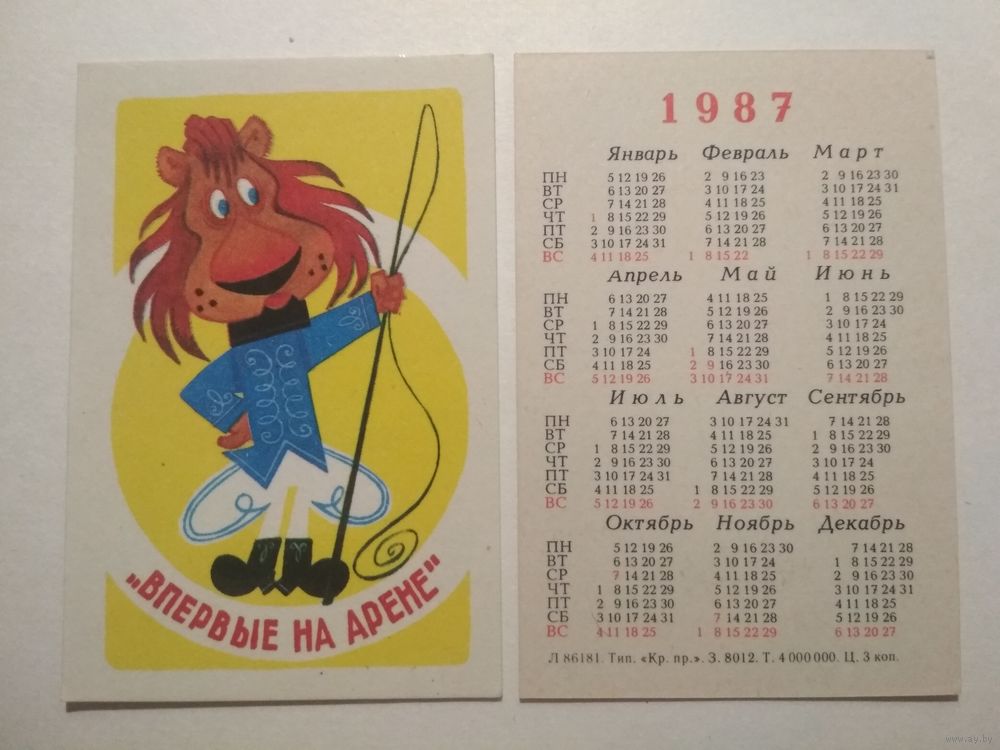 „ВПЕРВЫЕ НА АРЕНЕ"
1987
Январь Февраль Март
ПН 5 12 19 26 2 9 16 23 2 9 16 23 30
ВТ 6 13 20 27 3 10 17 24 3 10 17 24 31
СР 7 14 21 28 4 11 18 25 4 11 18 25
ЧТ 1 8 15 22 29 5 12 19 26 5 12 19 26
ПТ 2 9 16 23 30 6 13 20 27 6 13 20 27
СБ 3 10 17 24 31 7 14 21 28 7 14 21 28
ВС 4 11 18 25 1 8 15 22 1 8 15 22 29
Апрель Май Июнь
ПН 6 13 20 27 4 11 18 25 1 8 15 22 29
ВТ 7 14 21 28 5 12 19 26 2 9 16 23 30
СР 1 8 15 22 29 6 13 20 27 3 10 17 24
ЧТ 2 9 16 23 30 7 14 21 28 4 11 18 25
ПТ 3 10 17 24 1 8 15 22 29 5 12 19 26
СБ 4 11 18 25 2 9 16 23 30 6 13 20 27
ВС 5 12 19 26 3 10 17 24 31 7 14 21 28
Июль Август Сентябрь
ПН 6 13 20 27 3 10 17 24 31 7 14 21 28
ВТ 7 14 21 28 4 11 18 25 1 8 15 22 29
СР 1 8 15 22 29 5 12 19 26 2 9 16 23 30
ЧТ 2 9 16 23 30 6 13 20 27 3 10 17 24
ПТ 3 10 17 24 31 7 14 21 28 4 11 18 25
СБ 4 11 18 25 1 8 15 22 29 5 12 19 26
ВС 5 12 19 26 2 9 16 23 30 6 13 20 27
Октябрь Ноябрь Декабрь
ПН 5 12 19 26 2 9 16 23 30 7 14 21 28
ВТ 6 13 20 27 3 10 17 24 1 8 15 22 29
СР 7 14 21 28 4 11 18 25 2 9 16 23 30
ЧТ 1 8 15 22 29 5 12 19 26 3 10 17 24 31
ПТ 2 9 16 23 30 6 13 20 27 4 11 18 25
СБ 3 10 17 24 31 7 14 21 28 5 12 19 26
ВС 4 11 18 25 1 8 15 22 29 6 13 20 27
Л 86181. Тип. «Кр. пр.». З. 8012. Т. 4 000 000. Ц. 3 коп.
www.ay.by